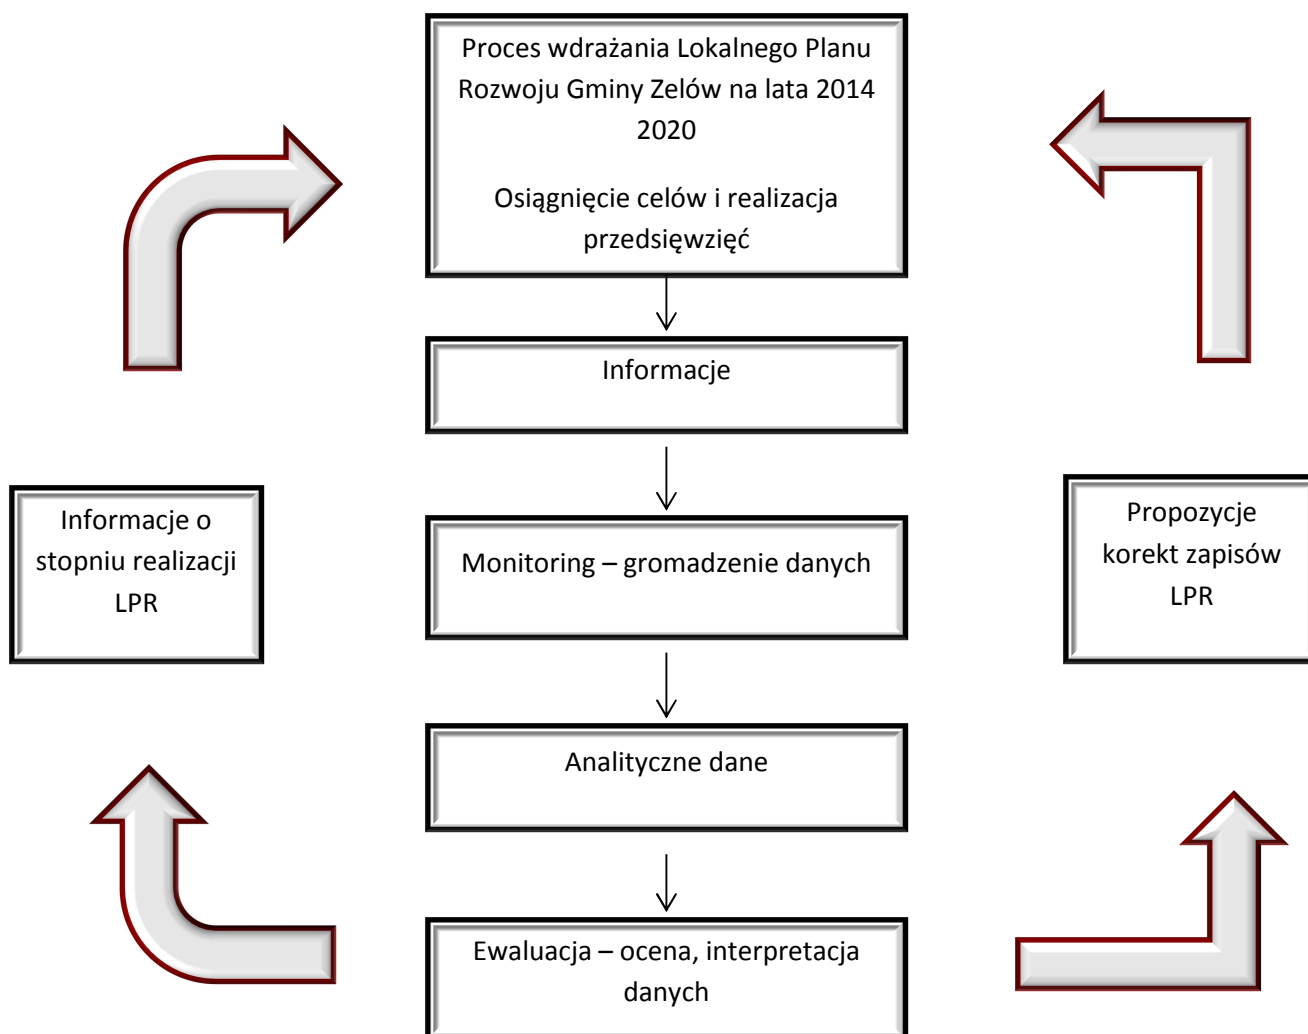 Proces wdrażania Lokalnego Planu
Rozwoju Gminy Zelów na lata 2014
2020
Osiągnięcie celów i realizacja
przedsięwzięć
Informacje
Informacje o
stopniu realizacji
LPR
Monitoring – gromadzenie danych
Propozycje
korekt zapisów
LPR
Analityczne dane
Ewaluacja – ocena, interpretacja
danych